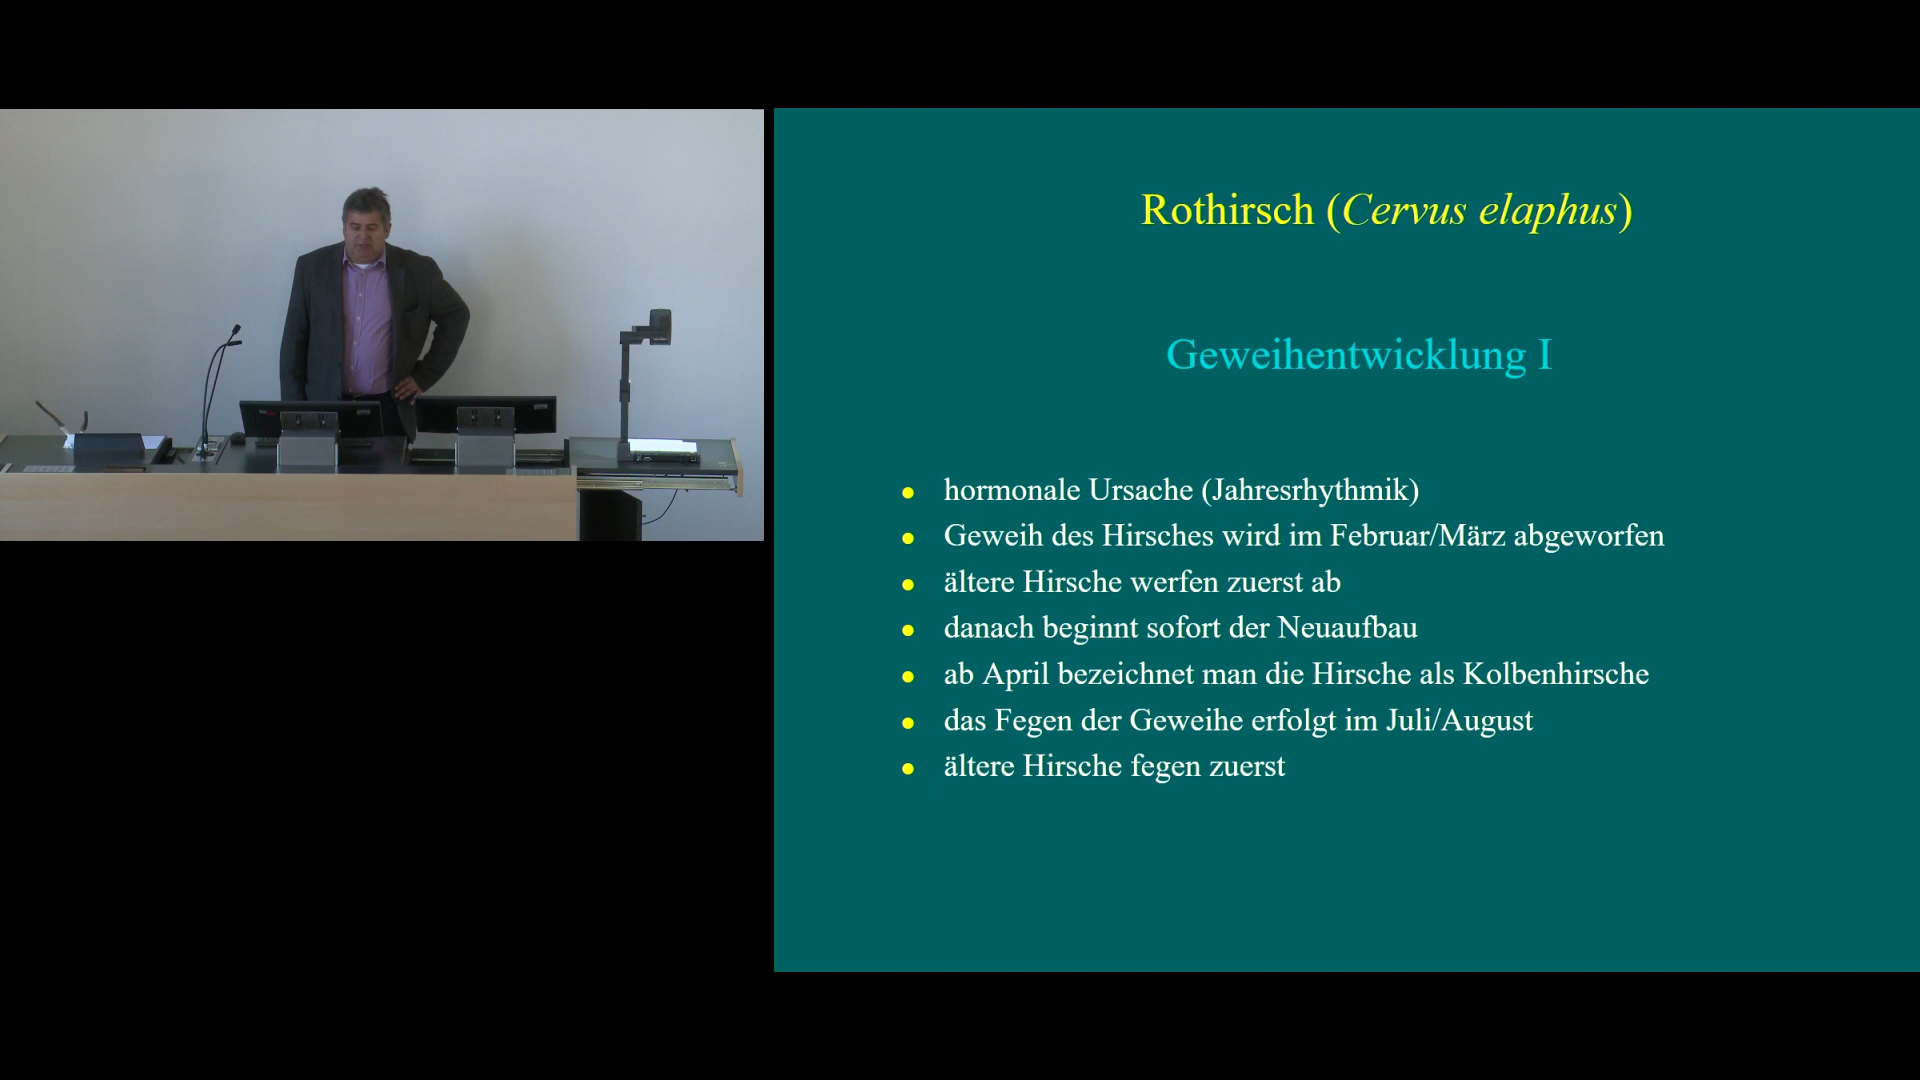 Rothirsch (Cervus elaphus)
Geweihentwicklung I
hormonale Ursache (Jahresrhythmik)
Geweih des Hirsches wird im Februar/März abgeworfen
ältere Hirsche werfen zuerst ab
danach beginnt sofort der Neuaufbau
ab April bezeichnet man die Hirsche als Kolbenhirsche
das Fegen der Geweihe erfolgt im Juli/August
ältere Hirsche fegen zuerst